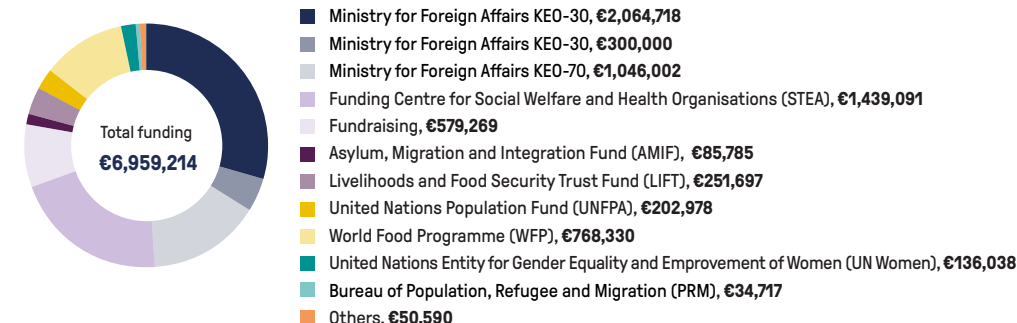 Total funding
€6,959,214
Ministry for Foreign Affairs KEO-30, €2,064,718
Ministry for Foreign Affairs KEO-30, €300,000
Ministry for Foreign Affairs KEO-70, €1,046,002
Funding Centre for Social Welfare and Health Organisations (STEA), €1,439,091
Fundraising, €579,269
Asylum, Migration and Integration Fund (AMIF), €85,785
Livelihoods and Food Security Trust Fund (LIFT), €251,697
United Nations Population Fund (UNFPA), €202,978
World Food Programme (WFP), €768,330
United Nations Entity for Gender Equality and Emprovement of Women (UN Women), €136,038
Bureau of Population, Refugee and Migration (PRM), €34,717
Others, €50,590